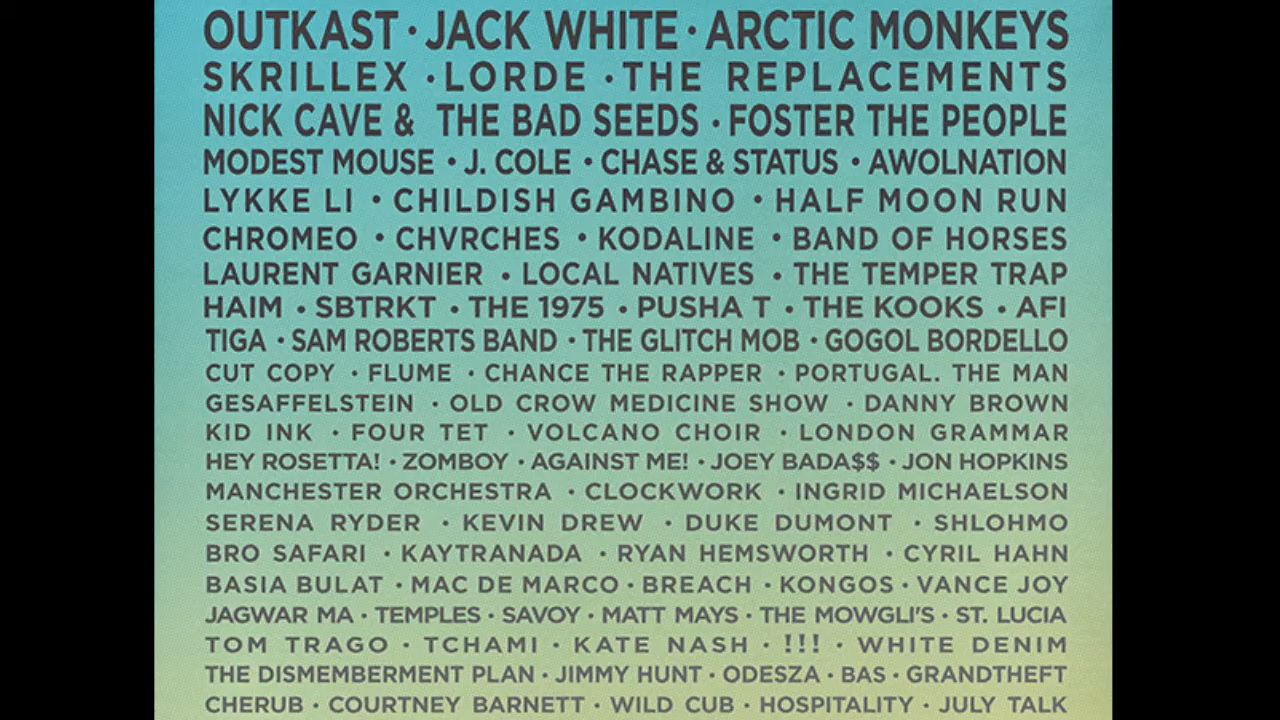 OUTKAST · JACK WHITE · ARCTIC MONKEYS
SKRILLEX · LORDE · THE REPLACEMENTS
NICK CAVE & THE BAD SEEDS · FOSTER THE PEOPLE
MODEST MOUSE · J. COLE · CHASE & STATUS · AWOLNATION
LYKKE LI · CHILDISH GAMBINO · HALF MOON RUN
CHROMEO · CHVRCHES · KODALINE · BAND OF HORSES
LAURENT GARNIER · LOCAL NATIVES · THE TEMPER TRAP
HAIM · SBTRKT · THE 1975 · PUSHA T · THE KOOKS · AFI
TIGA · SAM ROBERTS BAND · THE GLITCH MOB · GOGOL BORDELLO
CUT COPY · FLUME · CHANCE THE RAPPER · PORTUGAL. THE MAN
GESAFFELSTEIN · OLD CROW MEDICINE SHOW · DANNY BROWN
KID INK · FOUR TET · VOLCANO CHOIR · LONDON GRAMMAR
HEY ROSETTA! · ZOMBOY · AGAINST ME! · JOEY BADA$$ · JON HOPKINS
MANCHESTER ORCHESTRA · CLOCKWORK · INGRID MICHAELSON
SERENA RYDER · KEVIN DREW · DUKE DUMONT · SHLOHMO
BRO SAFARI · KAYTRANADA · RYAN HEMSWORTH · CYRIL HAHN
BASIA BULAT · MAC DE MARCO · BREACH · KONGOS · VANCE JOY
JAGWAR MA · TEMPLES · SAVOY · MATT MAYS · THE MOWGLI'S · ST. LUCIA
TOM TRAGO · TCHAMI · KATE NASH · !!! · WHITE DENIM
THE DISMEMBERMENT PLAN · JIMMY HUNT · ODESZA · BAS · GRANDTHEFT
CHERUB · COURTNEY BARNETT · WILD CUB · HOSPITALITY · JULY TALK